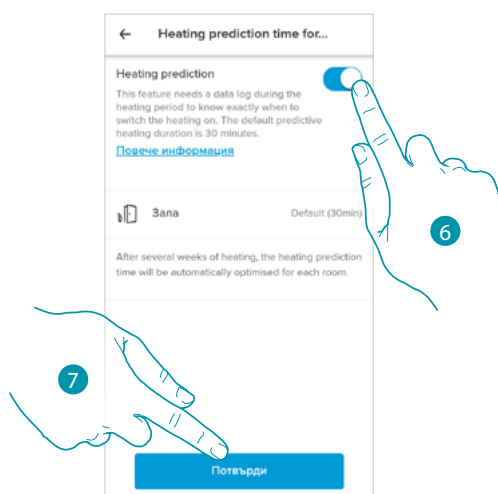 Heating prediction time for...
Heating prediction
This feature needs a data log during the
heating period to know exactly when to
switch the heating on. The default predictive
heating duration is 30 minutes.
Повече информация
Зала Default (30min)
After several weeks of heating, the heating prediction
time will be automatically optimised for each room.
6
7
Потвърди